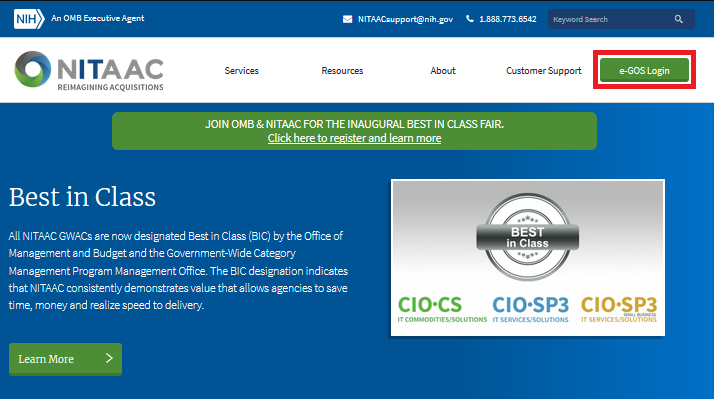 NIH
An OMB Executive Agent
NITAACsupport@nih.gov
1.888.773.6542
Keyword Search
NITAAC
REIMAGINING ACQUISITIONS
Services
Resources
About
Customer Support
e-GOS Login
JOIN OMB & NITAAC FOR THE INAUGURAL BEST IN CLASS FAIR.
Click here to register and learn more
Best in Class
All NITAAC GWACs are now designated Best in Class (BIC) by the Office of
Management and Budget and the Government-Wide Category
Management Program Management Office. The BIC designation indicates
that NITAAC consistently demonstrates value that allows agencies to save
time, money and realize speed to delivery.
Learn More
BEST
in Class
CIO•CS
IT COMMODITIES/SOLUTIONS
CIO•SP3
IT SERVICES/SOLUTIONS
CIO•SP3
SMALL BUSINESS
IT SERVICES/SOLUTIONS